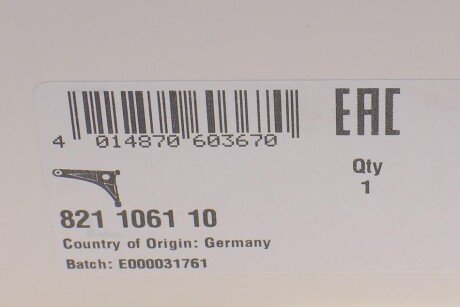 EAC
4 014870 603670
Qty
1
821 1061 10
Country of Origin: Germany
Batch: E000031761